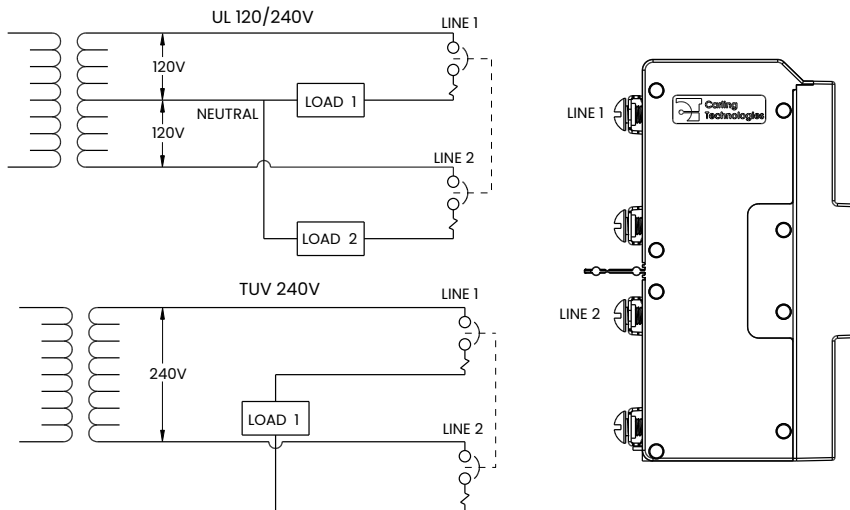 UL 120/240V
LINE 1
120V
LOAD 1
NEUTRAL
120V
LINE 2
LOAD 2
TUV 240V
LINE 1
240V
LOAD 1
LINE 2
LINE 1
Carling
Technologies
LINE 2